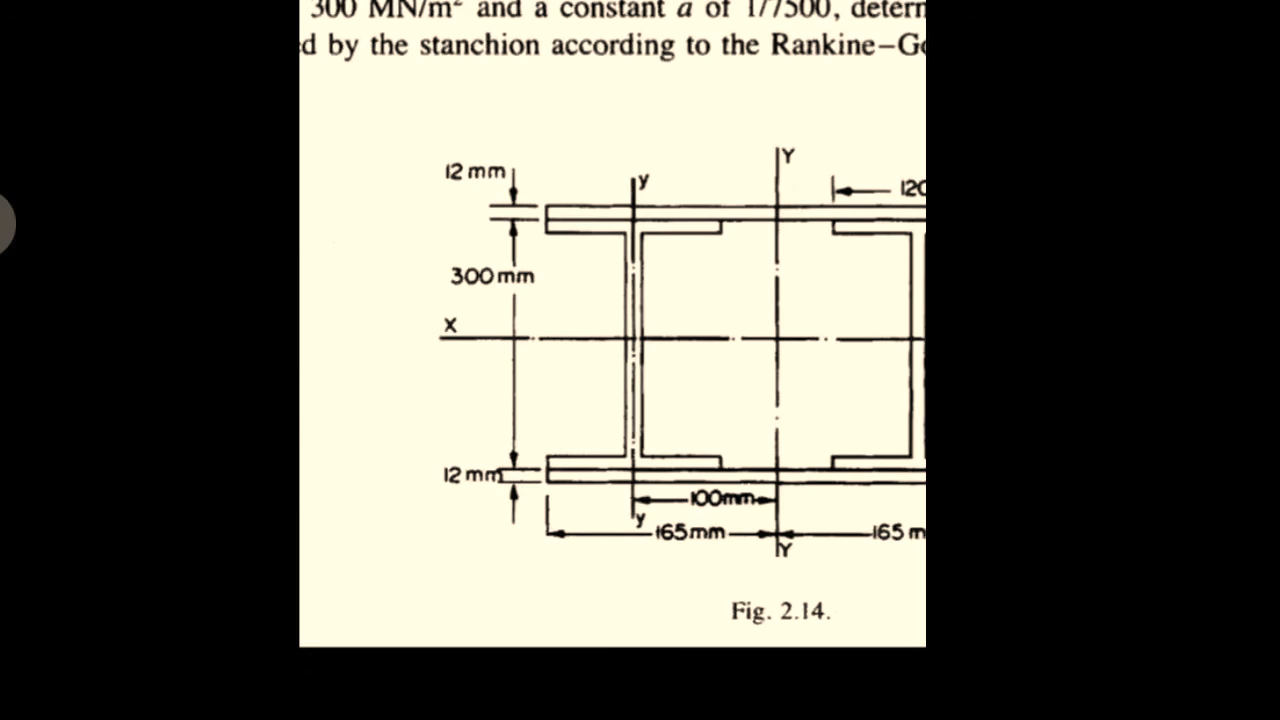 300 MN/m² and a constant a of 1/7500, detern
d by the stanchion according to the Rankine–G
Y
12 mm
y
120
300 mm
X
12 mm
100mm
y
165mm
165 m
Y
Fig. 2.14.